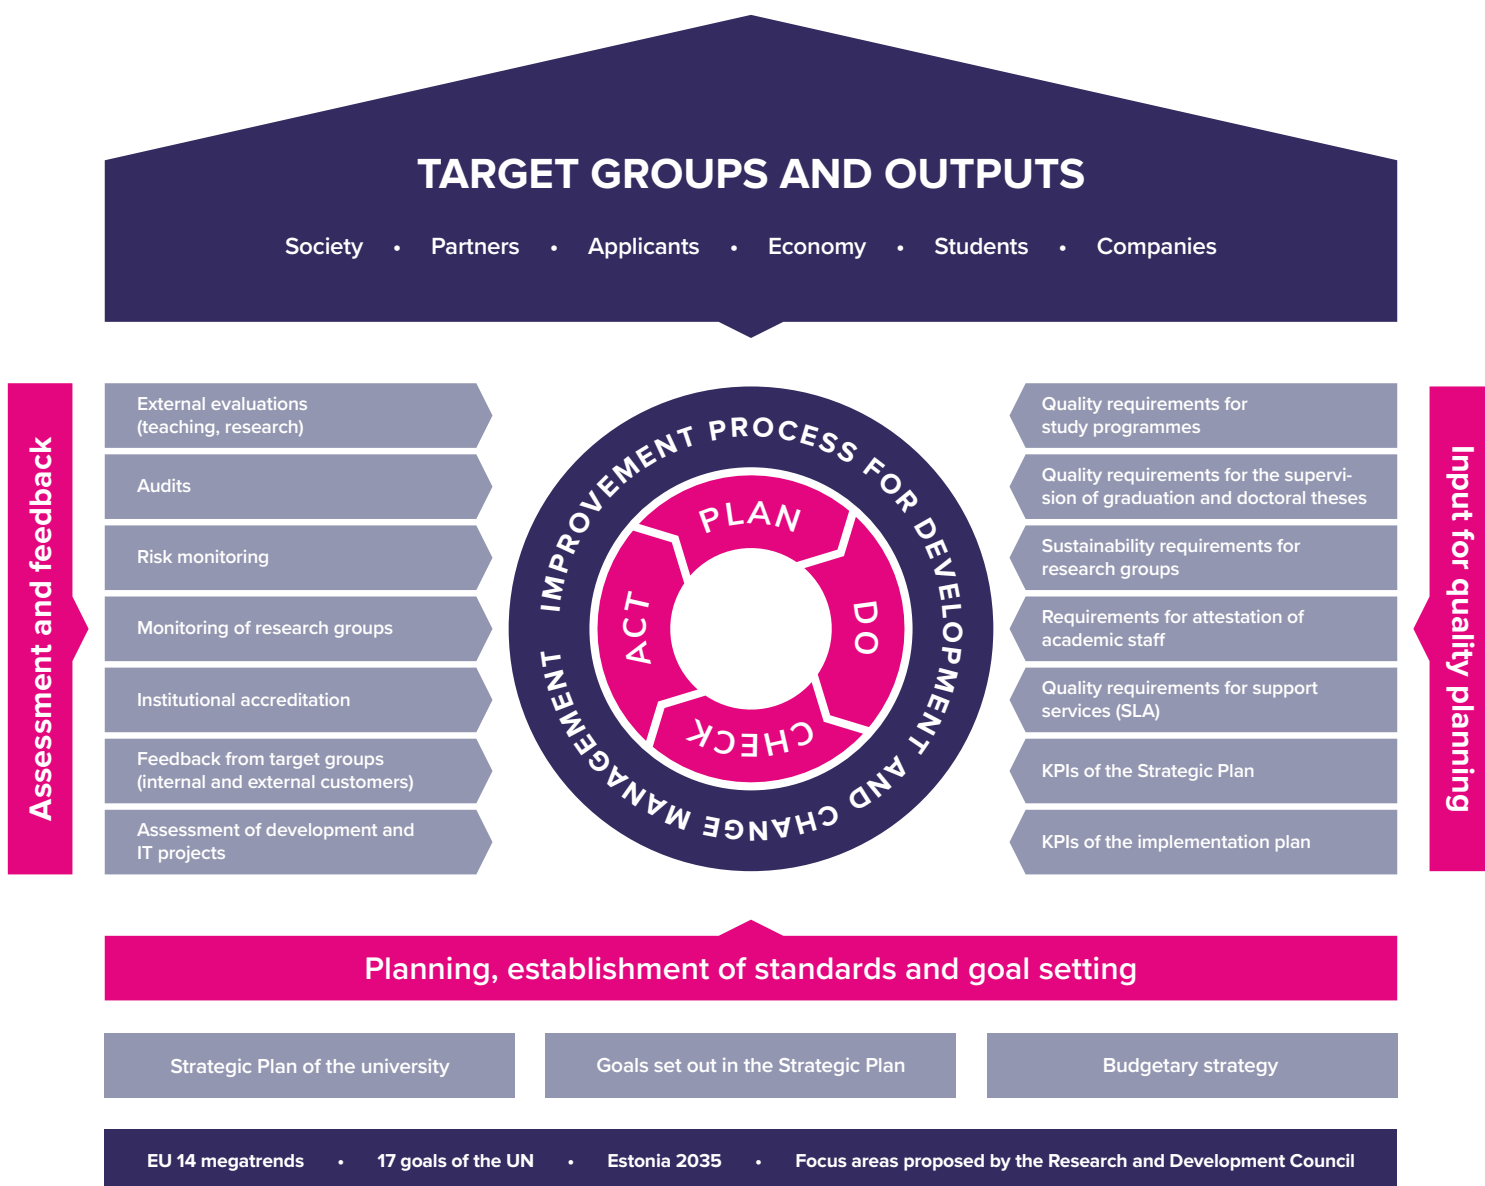 TARGET GROUPS AND OUTPUTS
Society • Partners • Applicants • Economy • Students • Companies
Assessment and feedback
External evaluations
(teaching, research)
Audits
Risk monitoring
Monitoring of research groups
Institutional accreditation
Feedback from target groups
(internal and external customers)
Assessment of development and
IT projects
IMPROVEMENT PROCESS FOR DEVELOPMENT AND CHANGE MANAGEMENT
PLAN
DO
CHECK
ACT
Quality requirements for
study programmes
Quality requirements for the supervi-
sion of graduation and doctoral theses
Sustainability requirements for
research groups
Requirements for attestation of
academic staff
Quality requirements for support
services (SLA)
KPIs of the Strategic Plan
KPIs of the implementation plan
Input for quality planning
Planning, establishment of standards and goal setting
Strategic Plan of the university
Goals set out in the Strategic Plan
Budgetary strategy
EU 14 megatrends • 17 goals of the UN • Estonia 2035 • Focus areas proposed by the Research and Development Council